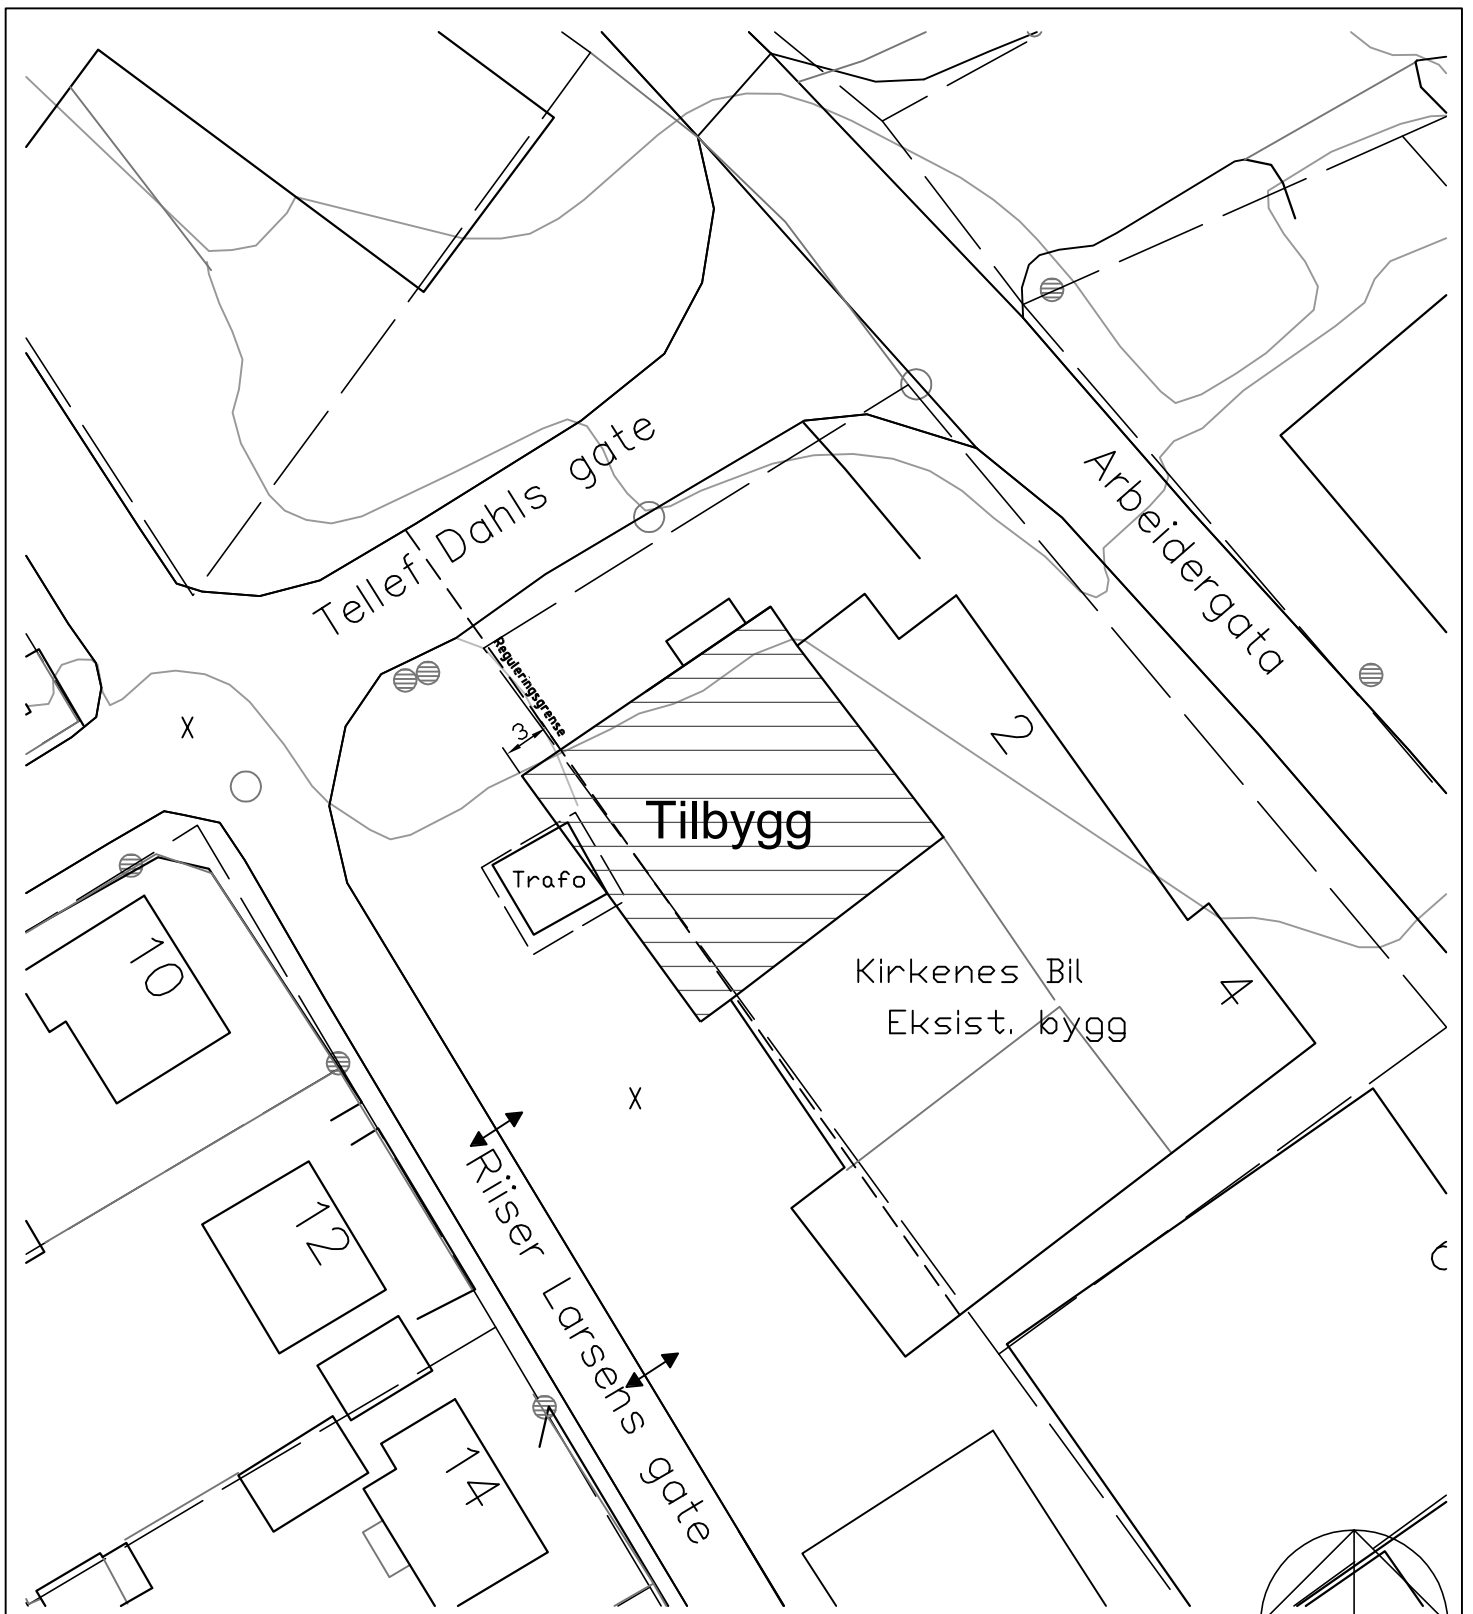 Tellef Dahls gate
Arbeidergata
Reguleringsgrense
3
2
X
Tilbygg
Trafo
10
Kirkenes Bil
Eksist. bygg
4
X
12
Riiser Larsens gate
14